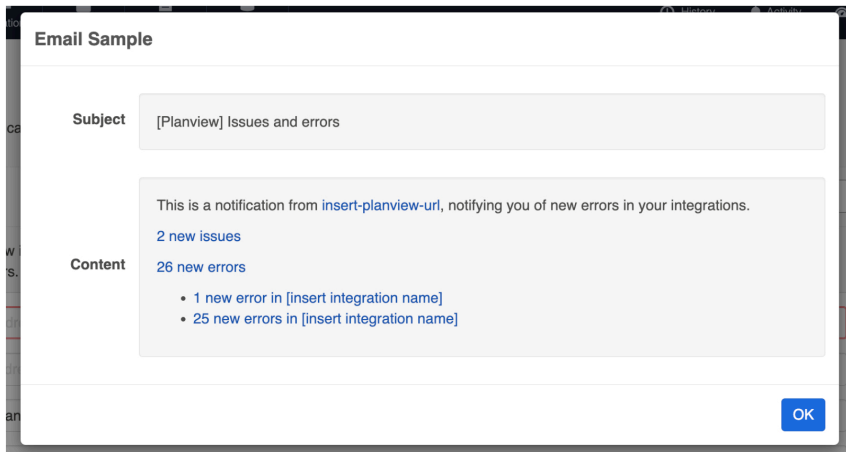 History
Activity
Email Sample
Subject
[Planview] Issues and errors
Content
This is a notification from insert-planview-url, notifying you of new errors in your integrations.
2 new issues
26 new errors
• 1 new error in [insert integration name]
• 25 new errors in [insert integration name]
OK